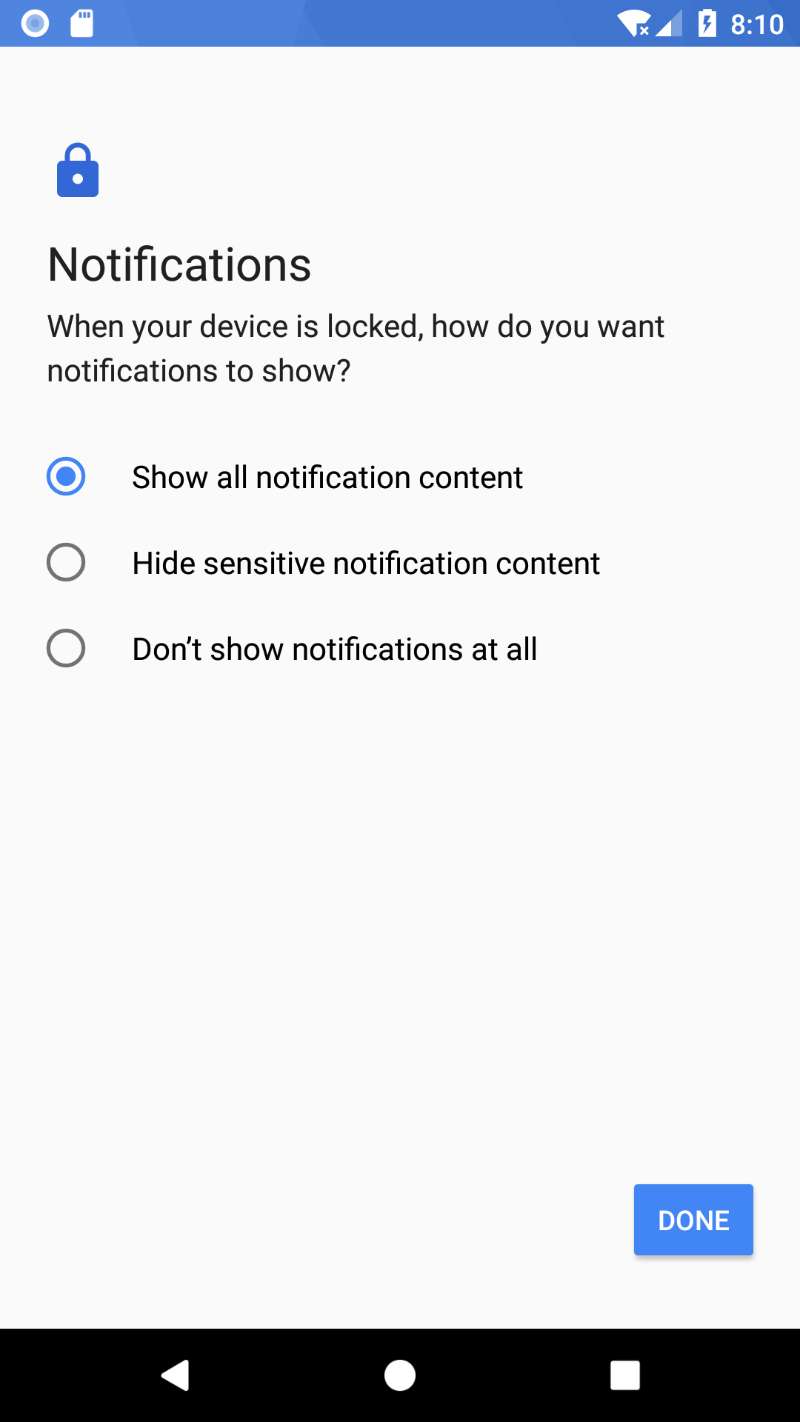 8:10
Notifications
When your device is locked, how do you want
notifications to show?
Show all notification content
Hide sensitive notification content
Don’t show notifications at all
DONE